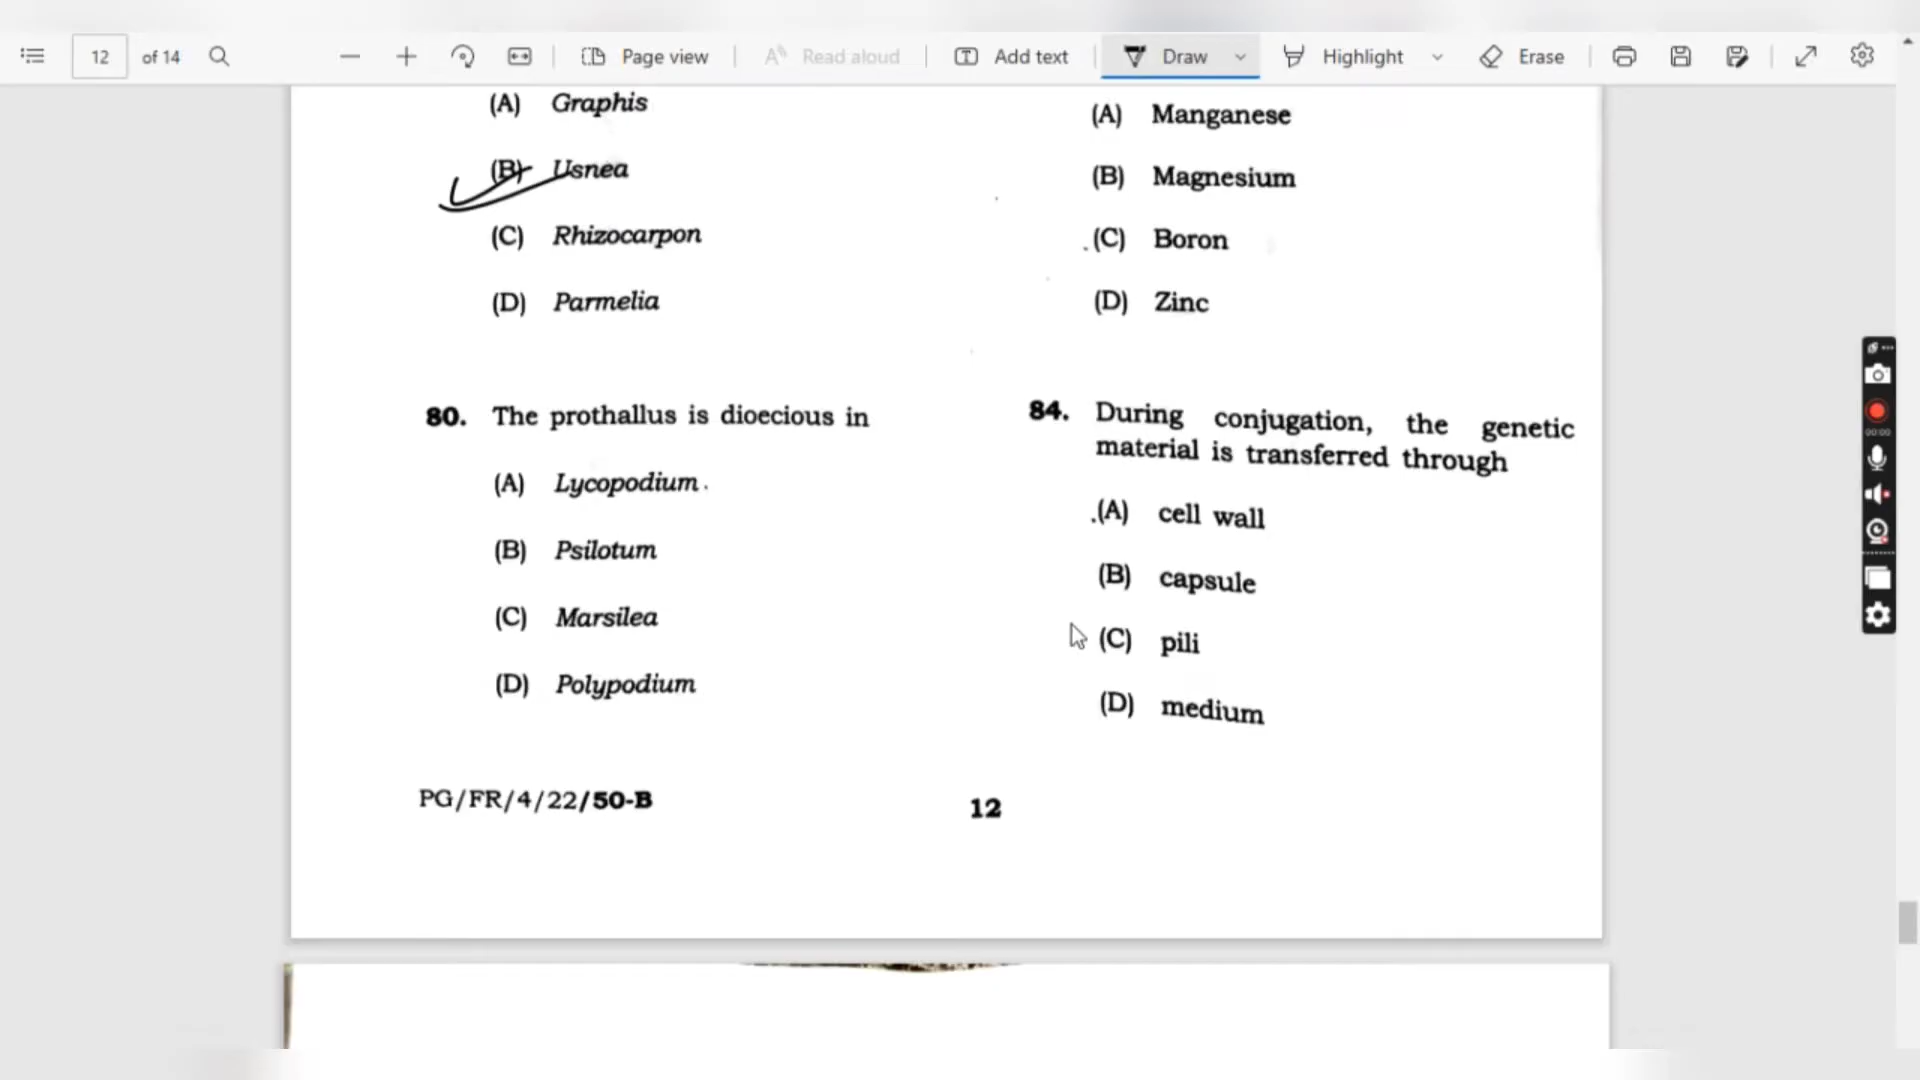 12 of 14 Page view Read aloud Add text Draw Highlight Erase
(A) Graphis
(B) Usnea
(C) Rhizocarpon
(D) Parmelia
80. The prothallus is dioecious in
(A) Lycopodium
(B) Psilotum
(C) Marsilea
(D) Polypodium
(A) Manganese
(B) Magnesium
(C) Boron
(D) Zinc
84. During conjugation, the genetic
material is transferred through
(A) cell wall
(B) capsule
(C) pili
(D) medium
PG/FR/4/22/50-B
12
00:00